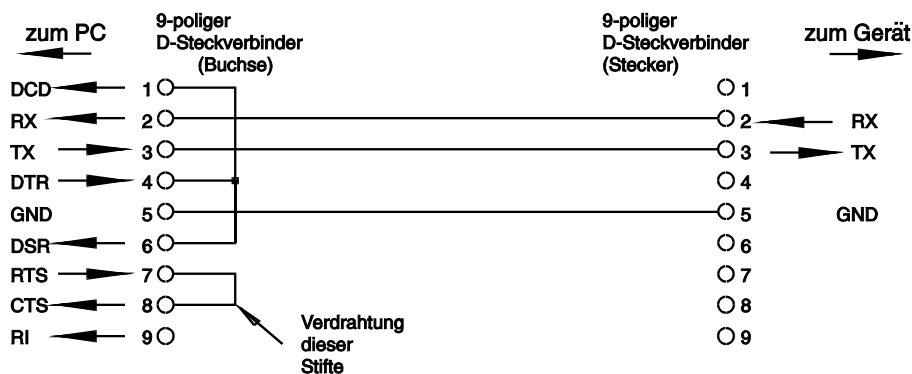 zum PC
9-poliger
D-Steckverbinder
(Buchse)
9-poliger
D-Steckverbinder
(Stecker)
zum Gerät
DCD 1 1
RX 2 2 RX
TX 3 3 TX
DTR 4 4
GND 5 5 GND
DSR 6 6
RTS 7 7
CTS 8 8
RI 9 9
Verdrahtung
dieser
Stifte